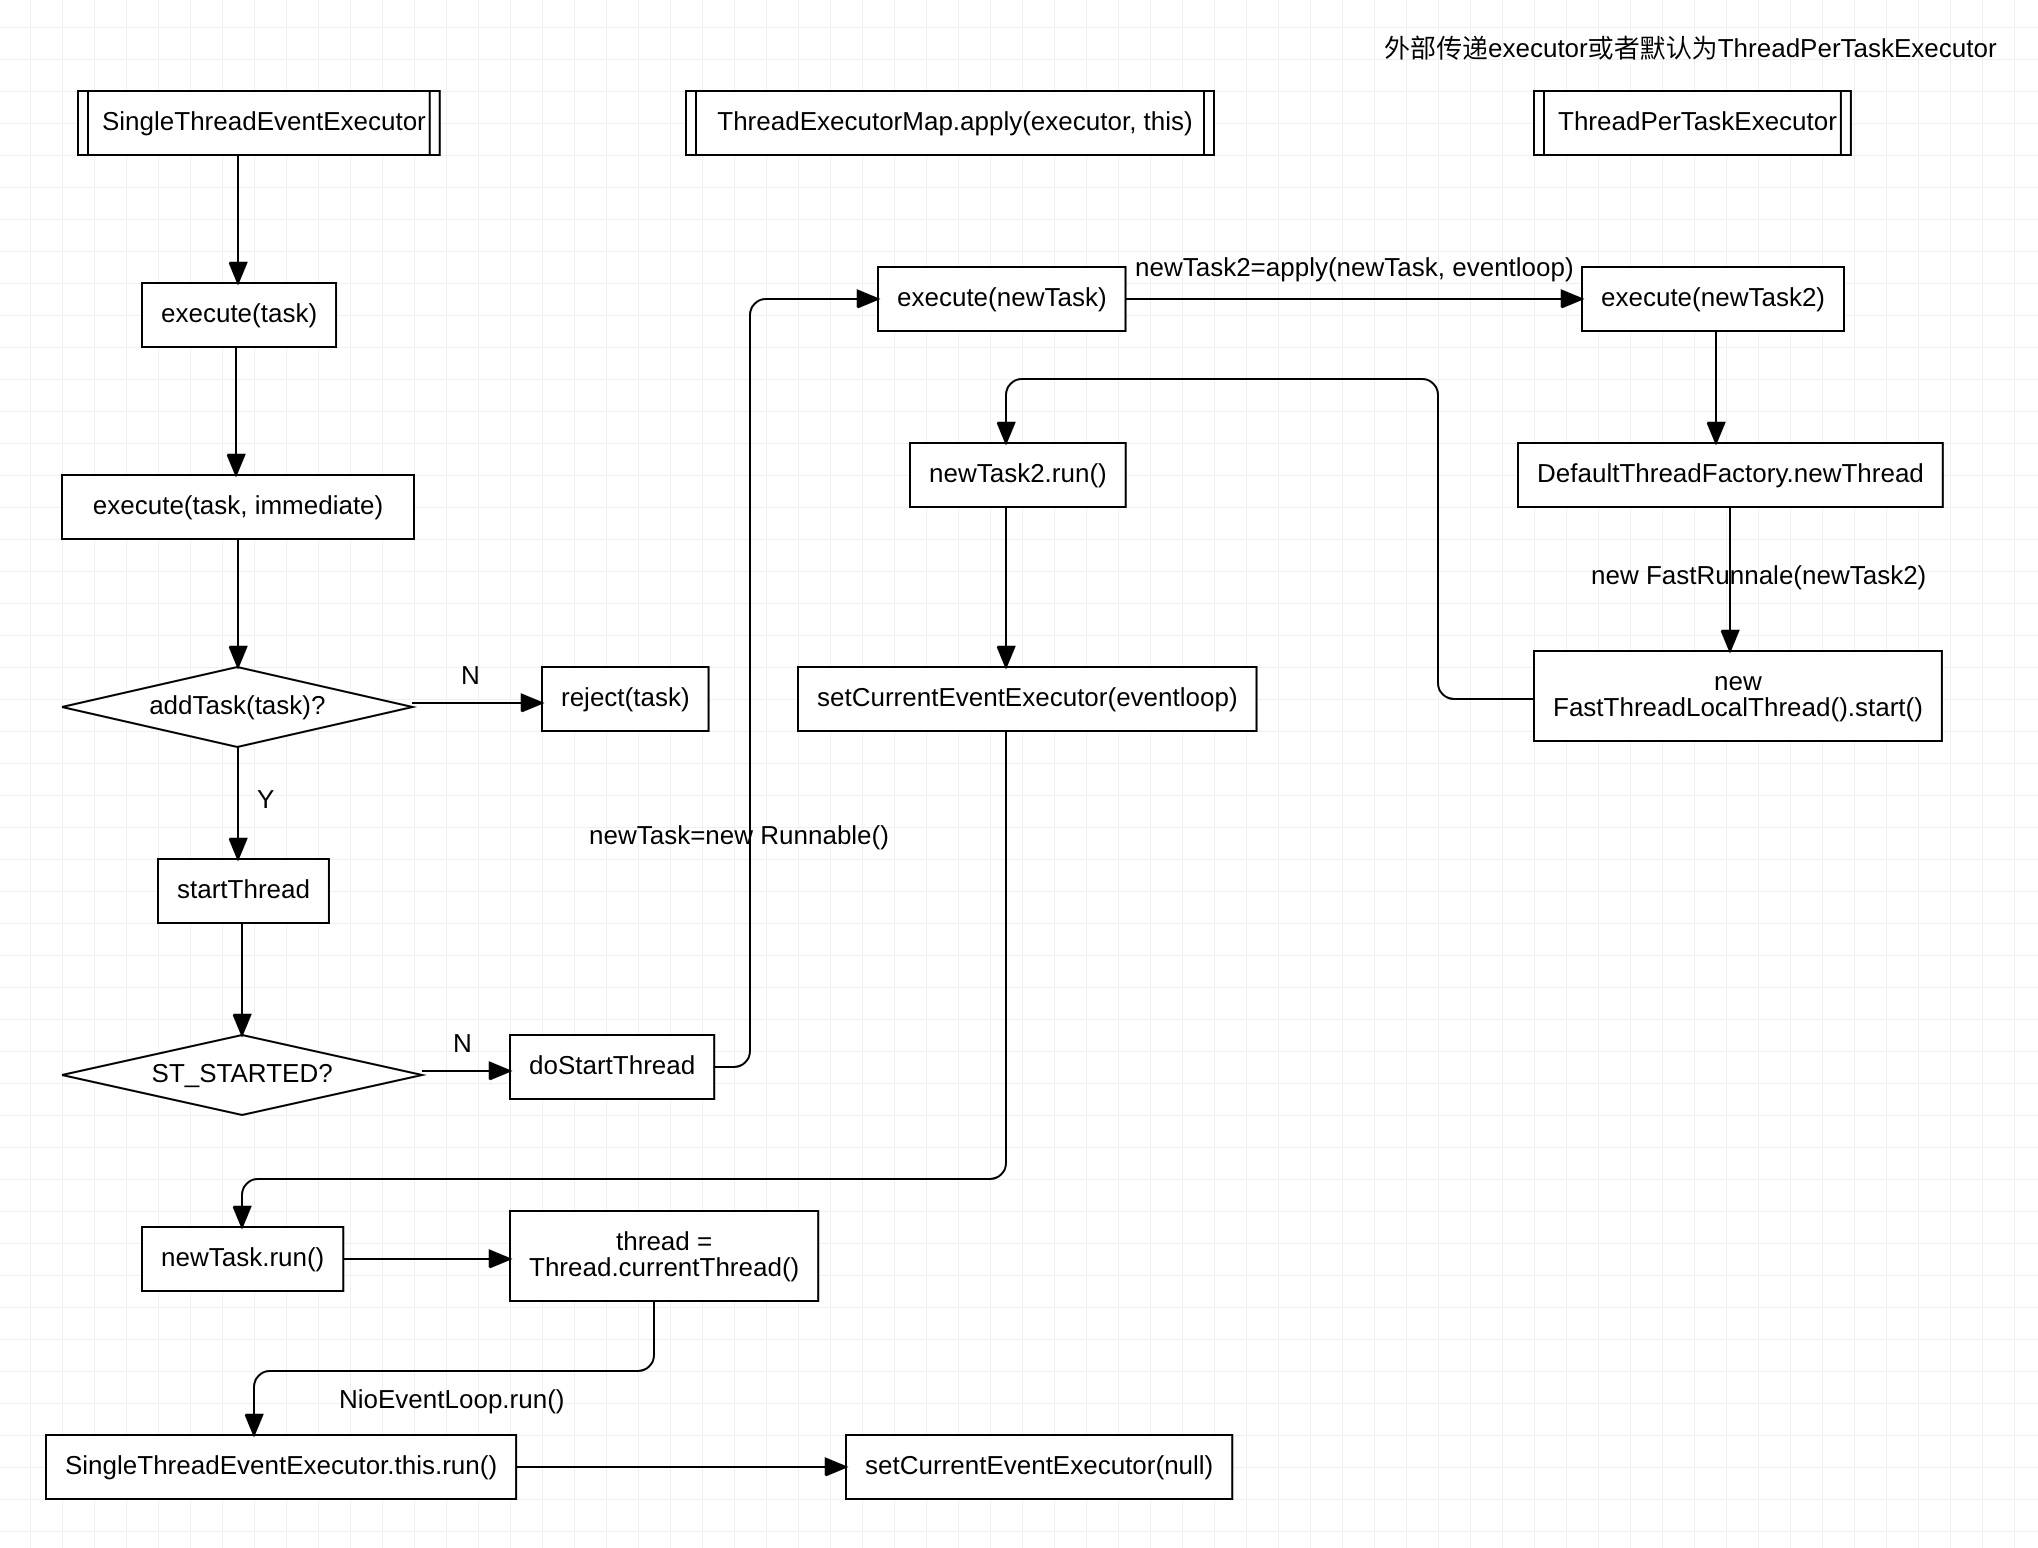 外部传递executor或者默认为ThreadPerTaskExecutor
SingleThreadEventExecutor
ThreadExecutorMap.apply(executor, this)
ThreadPerTaskExecutor
execute(task)
execute(newTask)
newTask2=apply(newTask, eventloop)
execute(newTask2)
execute(task, immediate)
newTask2.run()
DefaultThreadFactory.newThread
new FastRunnale(newTask2)
addTask(task)?
N
reject(task)
setCurrentEventExecutor(eventloop)
new
FastThreadLocalThread().start()
Y
newTask=new Runnable()
startThread
ST_STARTED?
N
doStartThread
newTask.run()
thread =
Thread.currentThread()
NioEventLoop.run()
SingleThreadEventExecutor.this.run()
setCurrentEventExecutor(null)